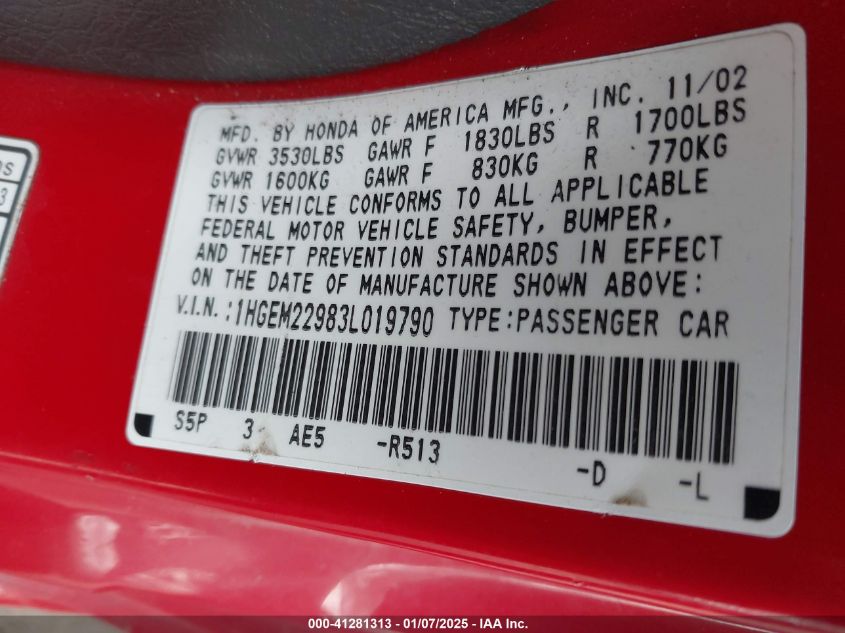 MFD. BY HONDA OF AMERICA MFG., INC. 11/02
GVWR 3530LBS GAWR F 1830LBS R 1700LBS
GVWR 1600KG GAWR F 830KG R 770KG
THIS VEHICLE CONFORMS TO ALL APPLICABLE
FEDERAL MOTOR VEHICLE SAFETY, BUMPER,
AND THEFT PREVENTION STANDARDS IN EFFECT
ON THE DATE OF MANUFACTURE SHOWN ABOVE:
V.I.N.:1HGEM22983L019790 TYPE:PASSENGER CAR
S5P 3 AE5 -R513 -D -L
3
000-41281313 - 01/07/2025 - IAA Inc.